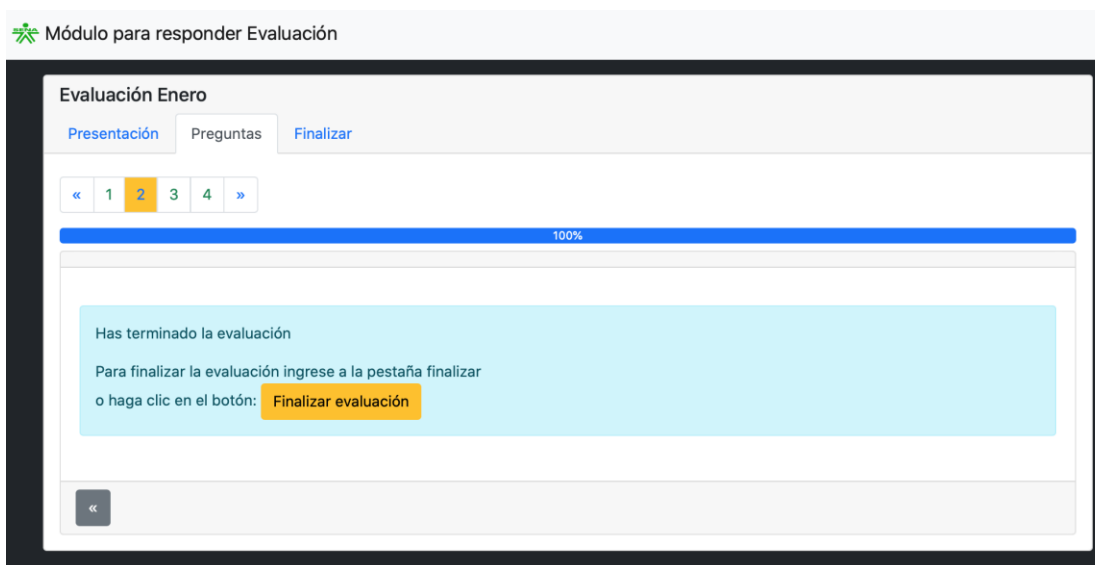 Módulo para responder Evaluación
Evaluación Enero
Presentación Preguntas Finalizar
« 1 2 3 4 »
100%
Has terminado la evaluación
Para finalizar la evaluación ingrese a la pestaña finalizar
o haga clic en el botón: Finalizar evaluación
«